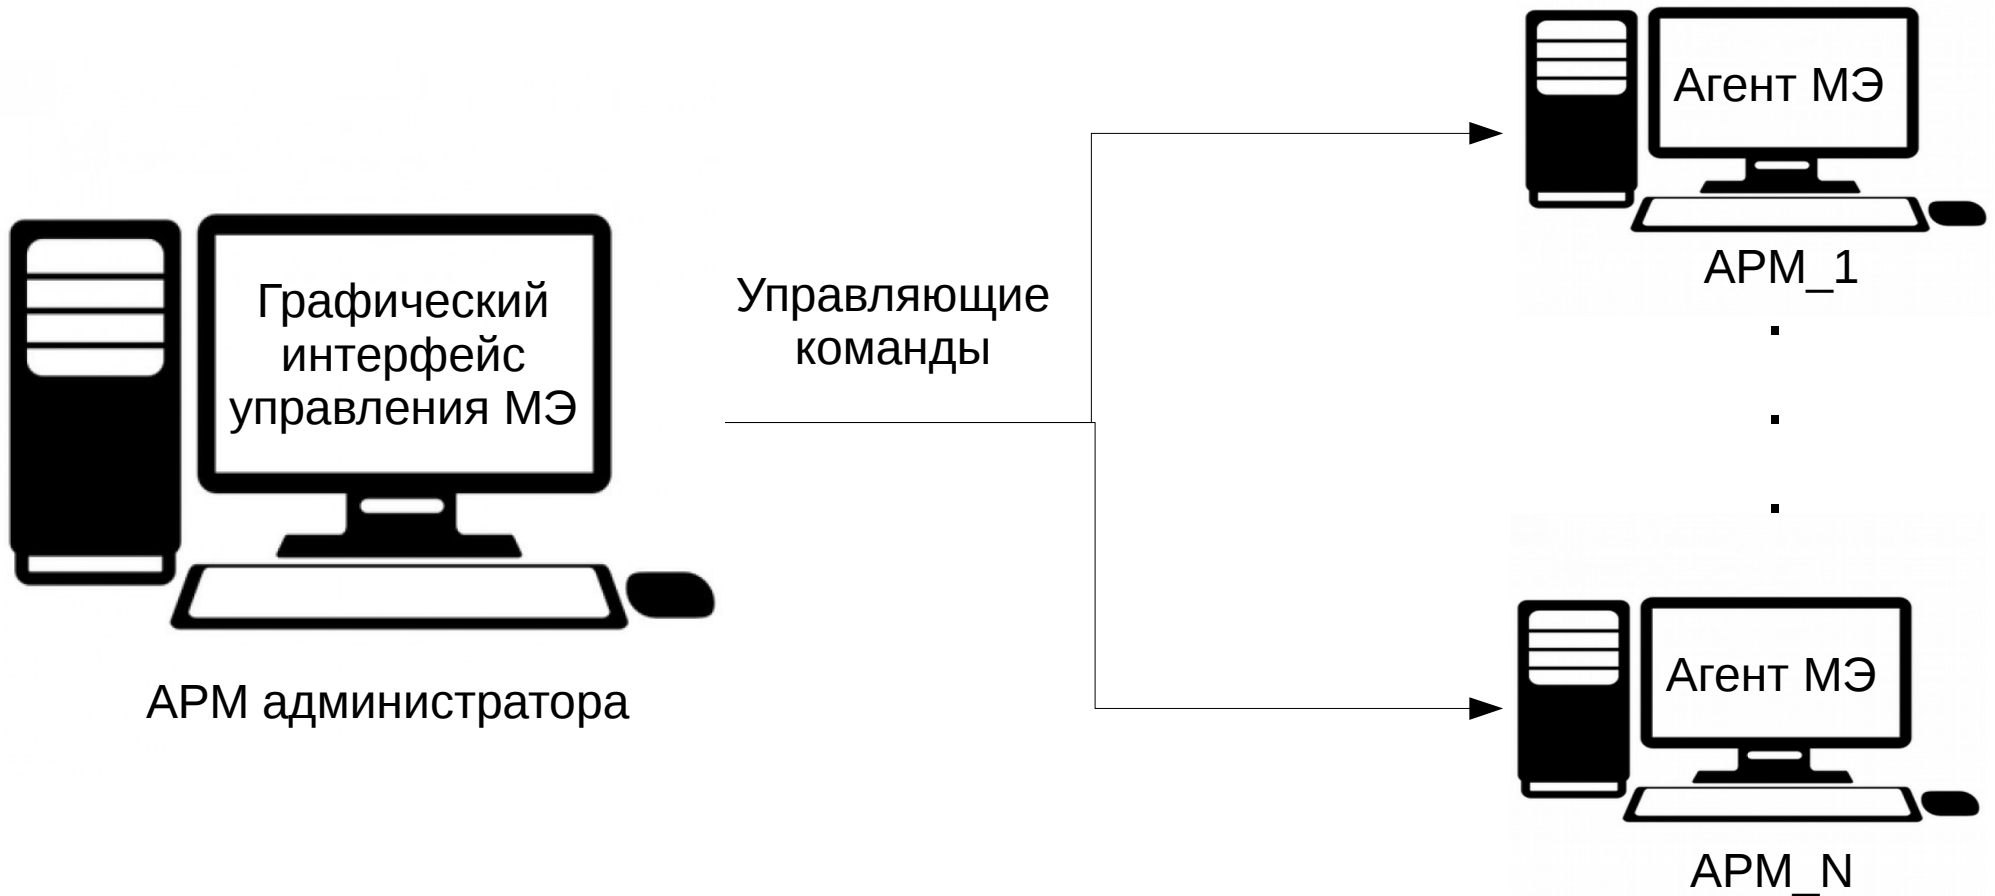 Графический
интерфейс
управления МЭ
АРМ администратора
Управляющие
команды
Агент МЭ
АРМ_1
Агент МЭ
АРМ_N